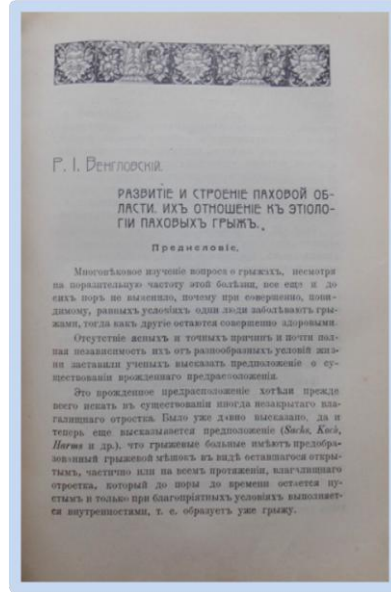 Р. І. Венгловскій.
РАЗВИТІЕ И СТРОЕНІЕ ПАХОВОЙ ОБ-
ЛАСТИ. ИХЪ ОТНОШЕНІЕ КЪ ЭТІОЛО-
ГІИ ПАХОВЫХЪ ГРЫЖЪ.
Предисловіе.
Многовѣковое изученіе вопроса о грыжахъ, несмотря
на поразительную частоту этой болѣзни, все еще и до
сихъ поръ не выяснило, почему при совершенно, пови-
димому, равныхъ условіяхъ одни люди заболѣваютъ гры-
жами, тогда какъ другіе остаются совершенно здоровыми.
Отсутствіе ясныхъ и точныхъ причинъ и почти пол-
ная независимость ихъ отъ разнообразныхъ условій жиз-
ни заставили ученыхъ высказать предположеніе о су-
ществованіи врожденнаго предрасположенія.
Это врожденное предрасположеніе хотѣли прежде
всего искать въ существованіи незакрытаго вла-
галищнаго отростка. Было уже давно высказано, да и
теперь еще высказывается предположеніе (Sachs, Koch,
Harms и др.), что грыжевые больные имѣютъ предобра-
зованный грыжевой мѣшокъ въ видѣ оставшагося откры-
тымъ, частично или на всемъ протяженіи, влагалищнаго
отростка, который до поры до времени остается пу-
стымъ и только при благопріятныхъ условіяхъ выполняет-
ся внутренностями, т. е. образуетъ уже грыжу.